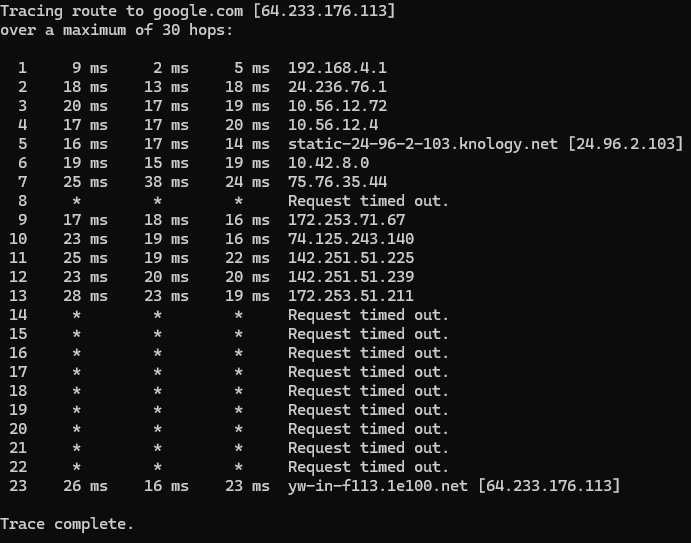 Tracing route to google.com [64.233.176.113]
over a maximum of 30 hops:
1 9 ms 2 ms 5 ms 192.168.4.1
2 18 ms 13 ms 18 ms 24.236.76.1
3 20 ms 17 ms 19 ms 10.56.12.72
4 17 ms 17 ms 20 ms 10.56.12.4
5 16 ms 17 ms 14 ms static-24-96-2-103.knology.net [24.96.2.103]
6 19 ms 15 ms 19 ms 10.42.8.0
7 25 ms 38 ms 24 ms 75.76.35.44
8 * * * Request timed out.
9 17 ms 18 ms 16 ms 172.253.71.67
10 23 ms 19 ms 16 ms 74.125.243.140
11 25 ms 19 ms 22 ms 142.251.51.225
12 23 ms 20 ms 20 ms 142.251.51.239
13 28 ms 23 ms 19 ms 172.253.51.211
14 * * * Request timed out.
15 * * * Request timed out.
16 * * * Request timed out.
17 * * * Request timed out.
18 * * * Request timed out.
19 * * * Request timed out.
20 * * * Request timed out.
21 * * * Request timed out.
22 * * * Request timed out.
23 26 ms 16 ms 23 ms yw-in-f113.1e100.net [64.233.176.113]
Trace complete.